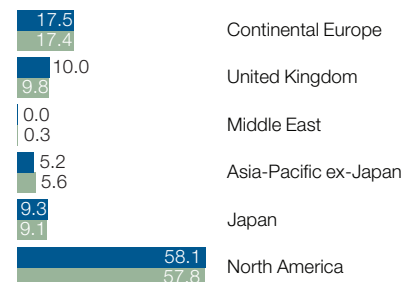 17.5
17.4
Continental Europe
10.0
9.8
United Kingdom
0.0
0.3
Middle East
5.2
5.6
Asia-Pacific ex-Japan
9.3
9.1
Japan
58.1
57.8
North America